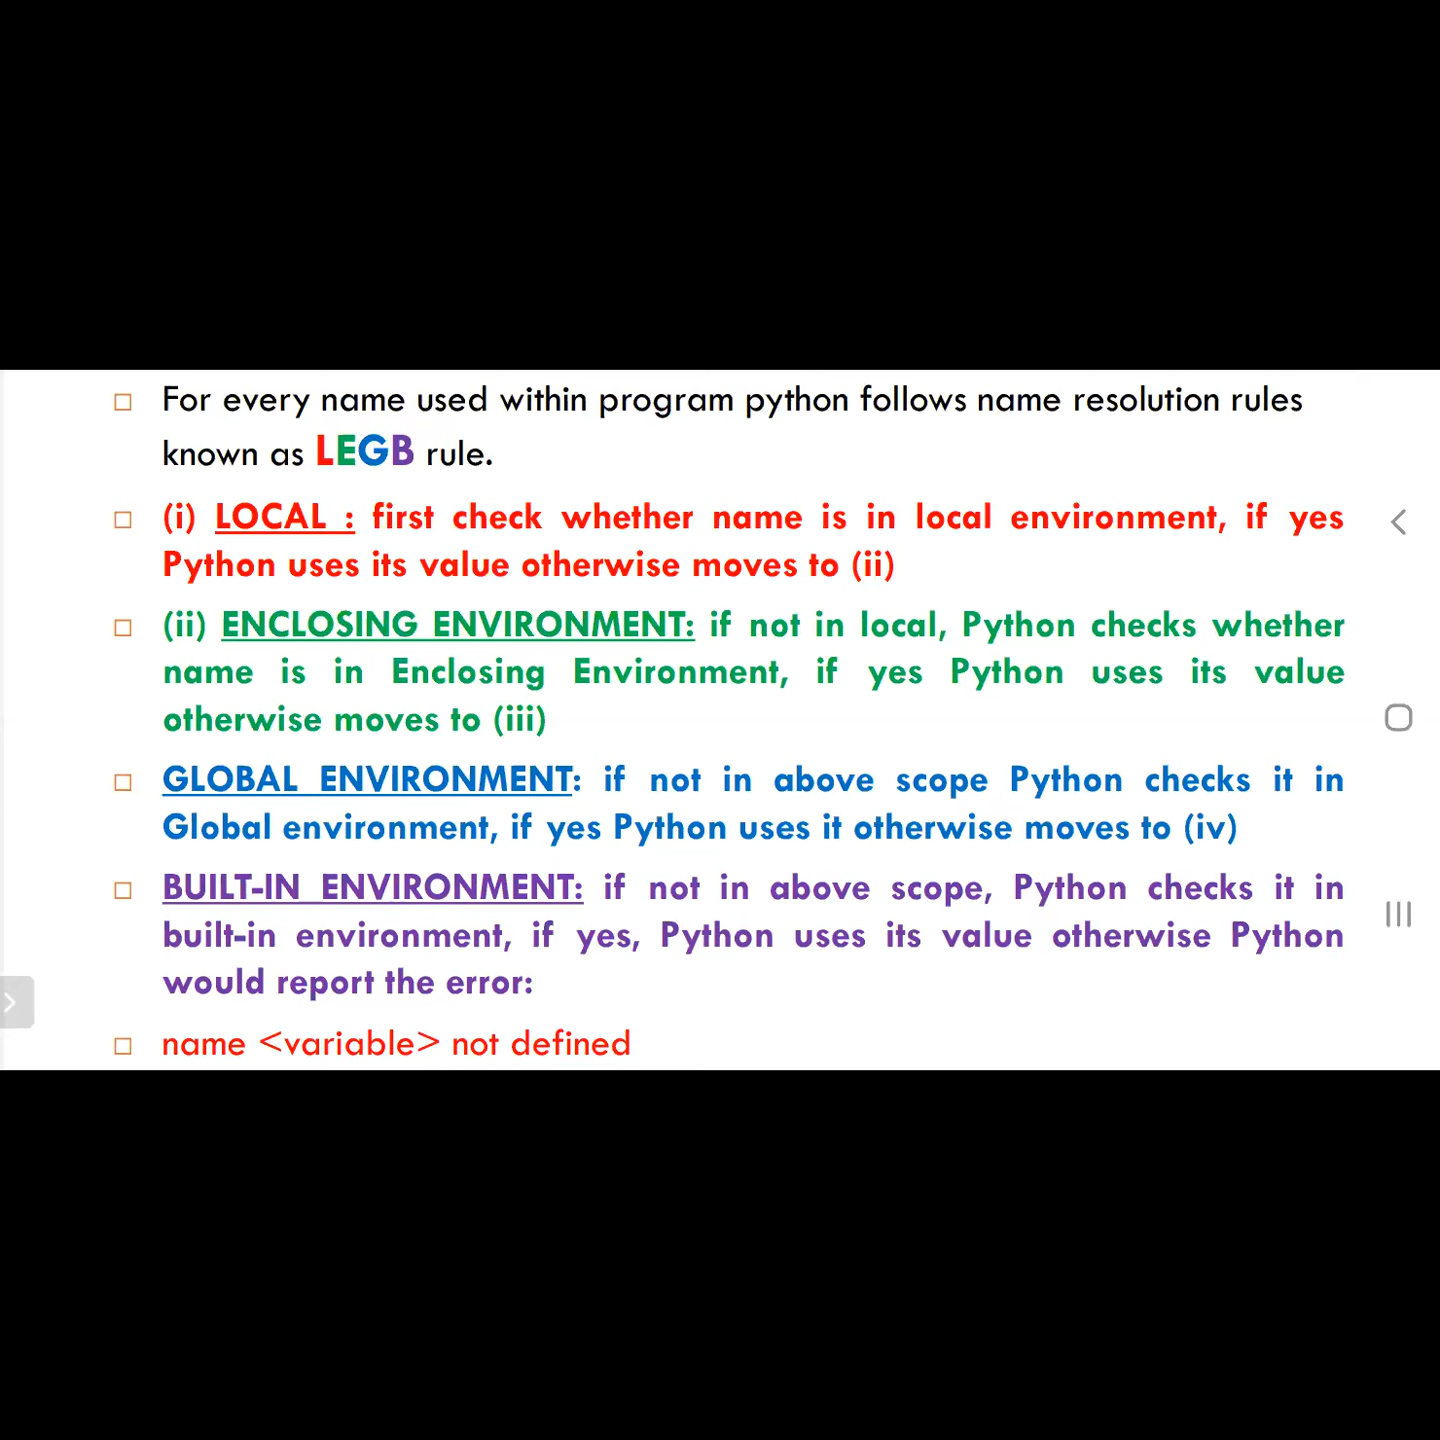 For every name used within program python follows name resolution rules
known as LEGB rule.
(i) LOCAL : first check whether name is in local environment, if yes
Python uses its value otherwise moves to (ii)
(ii) ENCLOSING ENVIRONMENT: if not in local, Python checks whether
name is in Enclosing Environment, if yes Python uses its value
otherwise moves to (iii)
GLOBAL ENVIRONMENT: if not in above scope Python checks it in
Global environment, if yes Python uses it otherwise moves to (iv)
BUILT-IN ENVIRONMENT: if not in above scope, Python checks it in
built-in environment, if yes, Python uses its value otherwise Python
would report the error:
name <variable> not defined